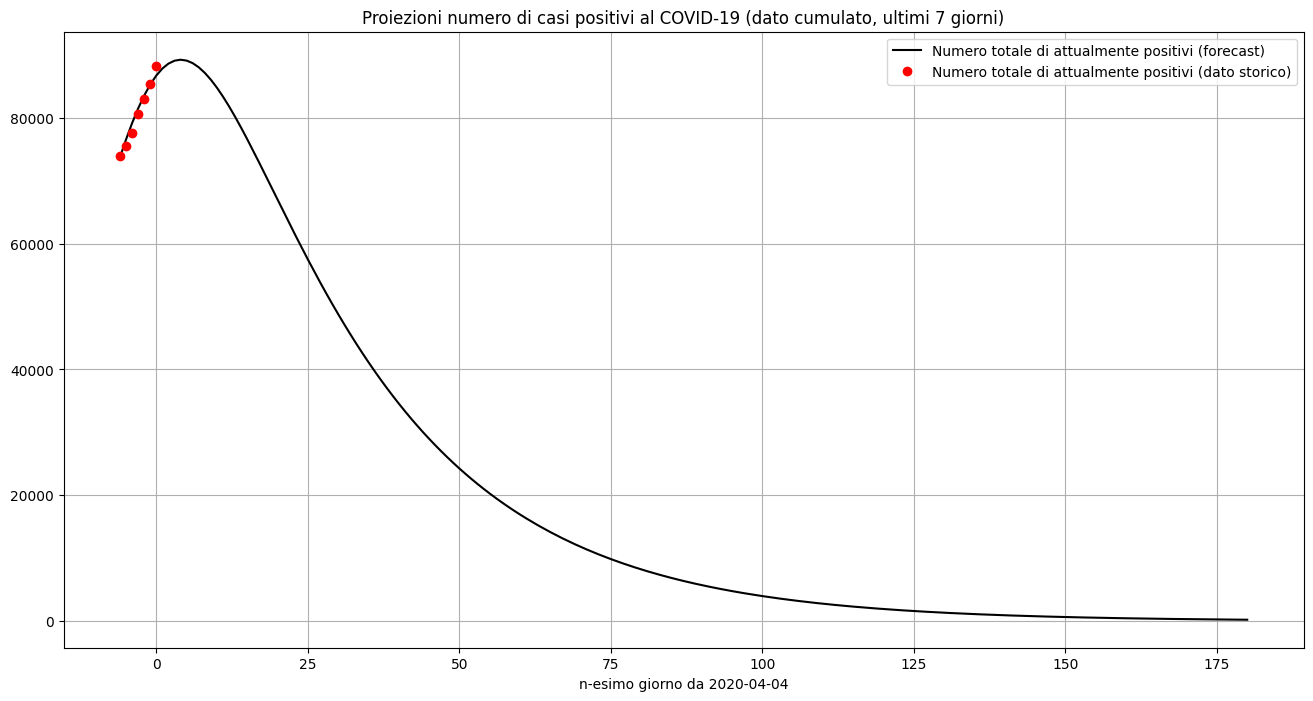 Proiezioni numero di casi positivi al COVID-19 (dato cumulato, ultimi 7 giorni)
Numero totale di attualmente positivi (forecast)
Numero totale di attualmente positivi (dato storico)
80000
60000
40000
20000
0
0 25 50 75 100 125 150 175
n-esimo giorno da 2020-04-04